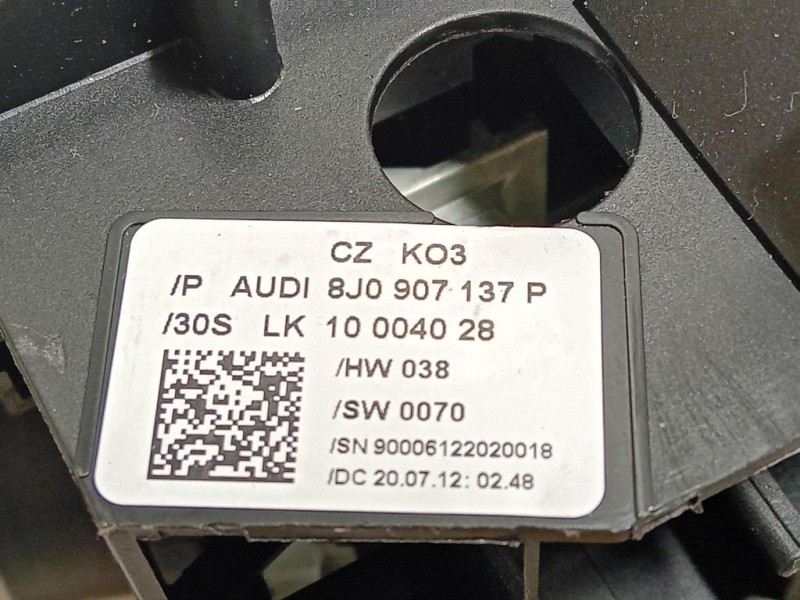 CZ KO3
/P AUDI 8J0 907 137 P
/30S LK 10 0040 28
/HW 038
/SW 0070
/SN 90006122020018
/DC 20.07.12: 02.48